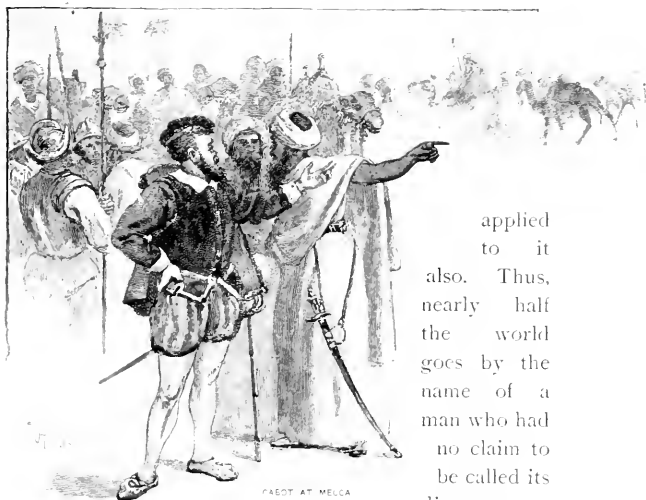 applied
to it
also. Thus,
nearly half
the world
goes by the
name of a
man who had
no claim to
be called its
CABOT AT MECCA